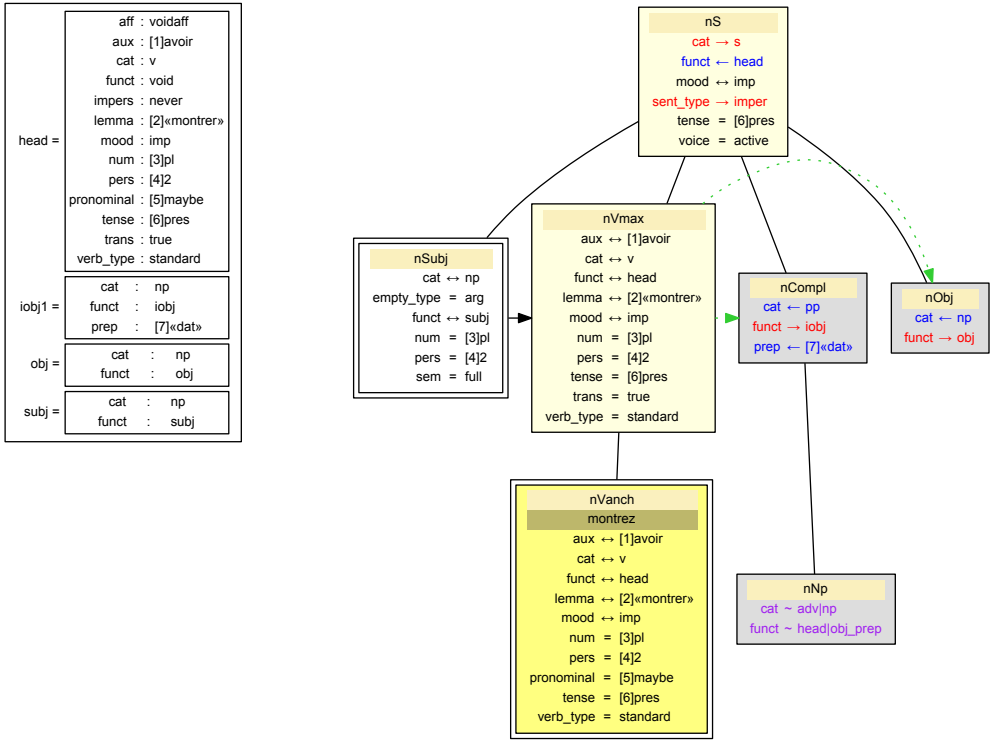 head =
aff : voidaff
aux : [1]avoir
cat : v
funct : void
impers : never
lemma : [2]«montrer»
mood : imp
num : [3]pl
pers : [4]2
pronominal : [5]maybe
tense : [6]pres
trans : true
verb_type : standard
iobj1 =
cat : np
funct : iobj
prep : [7]«dat»
obj =
cat : np
funct : obj
subj =
cat : np
funct : subj
nS
cat → s
funct ← head
mood ↔ imp
sent_type → imper
tense = [6]pres
voice = active
nSubj
cat ↔ np
empty_type = arg
funct ↔ subj
num = [3]pl
pers = [4]2
sem = full
nVmax
aux ↔ [1]avoir
cat ↔ v
funct ↔ head
lemma ↔ [2]«montrer»
mood ↔ imp
num = [3]pl
pers = [4]2
tense = [6]pres
trans = true
verb_type = standard
nCompl
cat ← pp
funct → iobj
prep ← [7]«dat»
nObj
cat ← np
funct → obj
nVanch
montrez
aux ↔ [1]avoir
cat ↔ v
funct ↔ head
lemma ↔ [2]«montrer»
mood ↔ imp
num = [3]pl
pers = [4]2
pronominal = [5]maybe
tense = [6]pres
verb_type = standard
nNp
cat ~ adv|np
funct ~ head|obj_prep